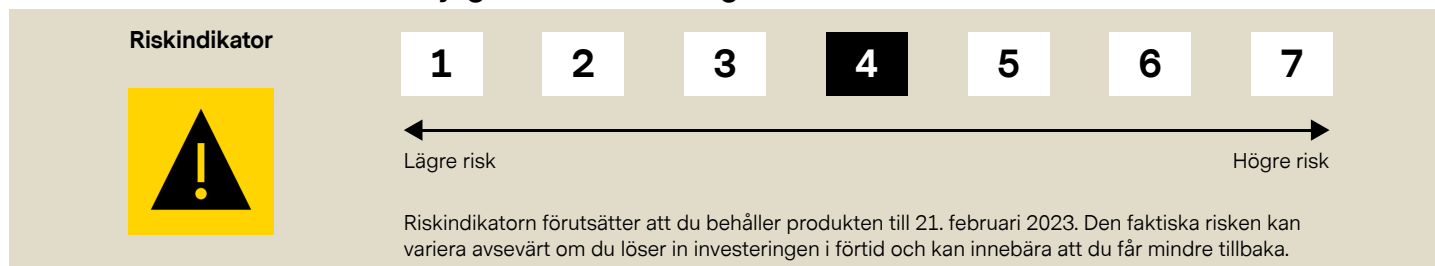 Riskindikator
1 2 3 4 5 6 7
Lägre risk Högre risk
Riskindikatorn förutsätter att du behåller produkten till 21. februari 2023. Den faktiska risken kan
variera avsevärt om du löser in investeringen i förtid och kan innebära att du får mindre tillbaka.